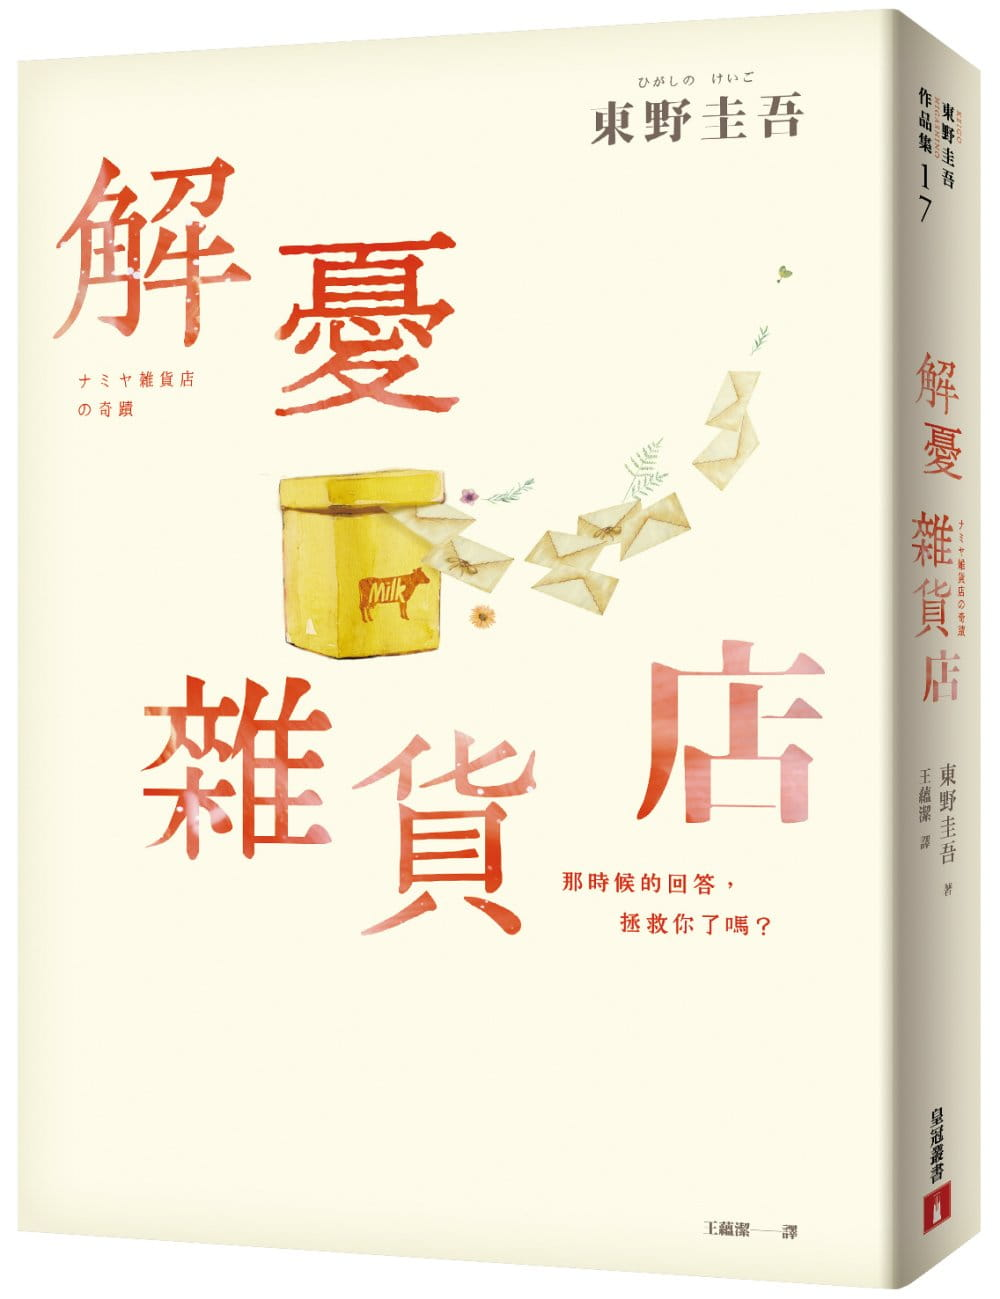 ひがしの けいご
東野圭吾
解憂
ナミヤ雑貨店
の奇蹟
Milk
雜貨店
那時候的回答，
拯救你了嗎？
王蘊潔——譯
KEIGO
HIGASHINO
東野圭吾
作品集17
解憂雜貨店
ナミヤ雑貨店の奇蹟
東野圭吾 著
王蘊潔 譯
皇冠叢書